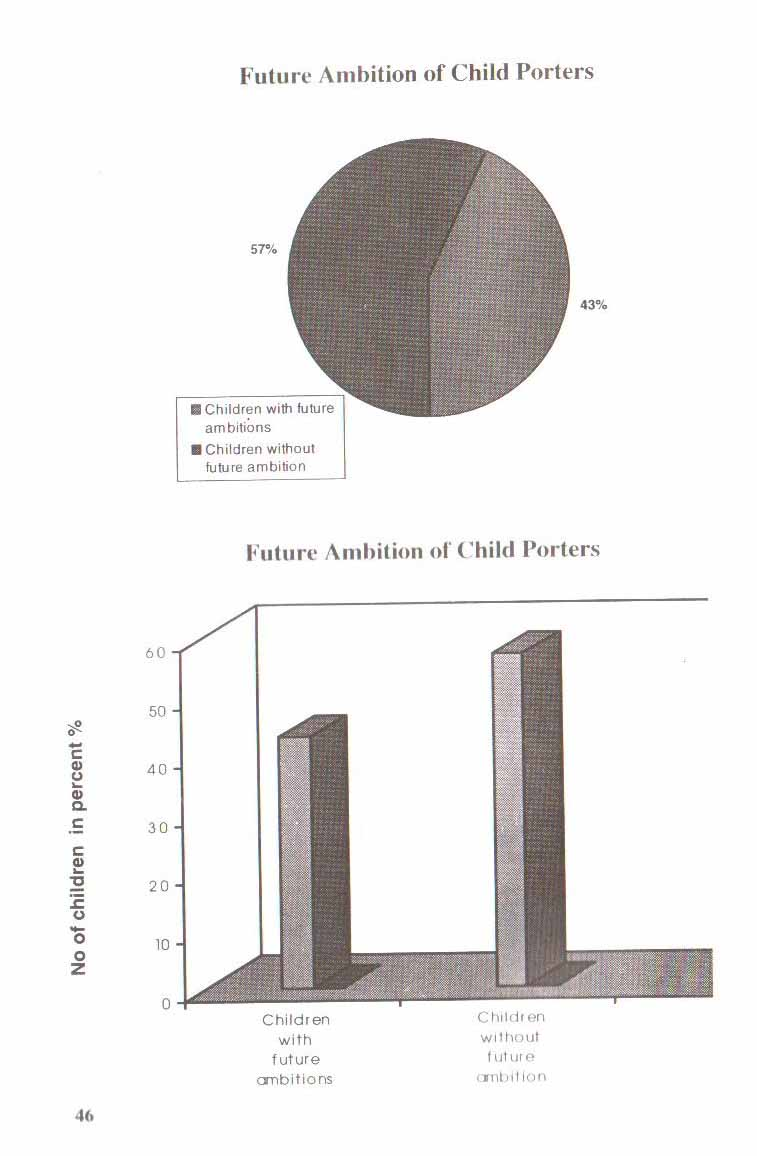 Future Ambition of Child Porters
57%
43%
Children with future
ambitions
Children without
future ambition
Future Ambition of Child Porters
No of children in percent %
60
50
40
30
20
10
0
Children
with
future
ambitions
Children
without
future
ambition
46